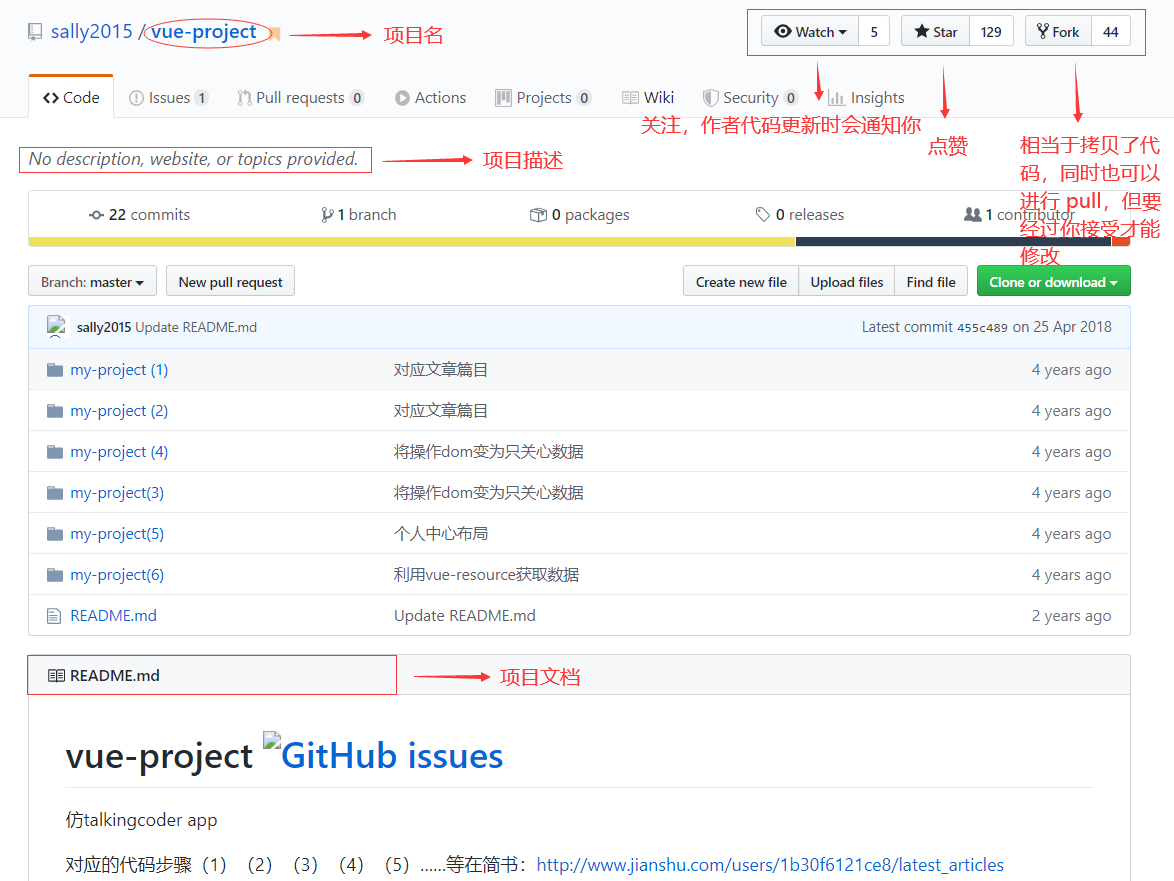 sally2015 / vue-project 项目名 Watch 5 Star 129 Fork 44
Code Issues 1 Pull requests 0 Actions Projects 0 Wiki Security 0 Insights
关注，作者代码更新时会通知你
点赞
相当于拷贝了代
码，同时也可以
进行 pull，但要
经过你接受才能
修改
No description, website, or topics provided. 项目描述
22 commits 1 branch 0 packages 0 releases 1 contributor
Branch: master New pull request Create new file Upload files Find file Clone or download
sally2015 Update README.md Latest commit 455c489 on 25 Apr 2018
my-project (1) 对应文章篇目 4 years ago
my-project (2) 对应文章篇目 4 years ago
my-project (4) 将操作dom变为只关心数据 4 years ago
my-project(3) 将操作dom变为只关心数据 4 years ago
my-project(5) 个人中心布局 4 years ago
my-project(6) 利用vue-resource获取数据 4 years ago
README.md Update README.md 2 years ago
README.md 项目文档
vue-project GitHub issues
仿talkingcoder app
对应的代码步骤（1）（2）（3）（4）（5）......等在简书：http://www.jianshu.com/users/1b30f6121ce8/latest_articles